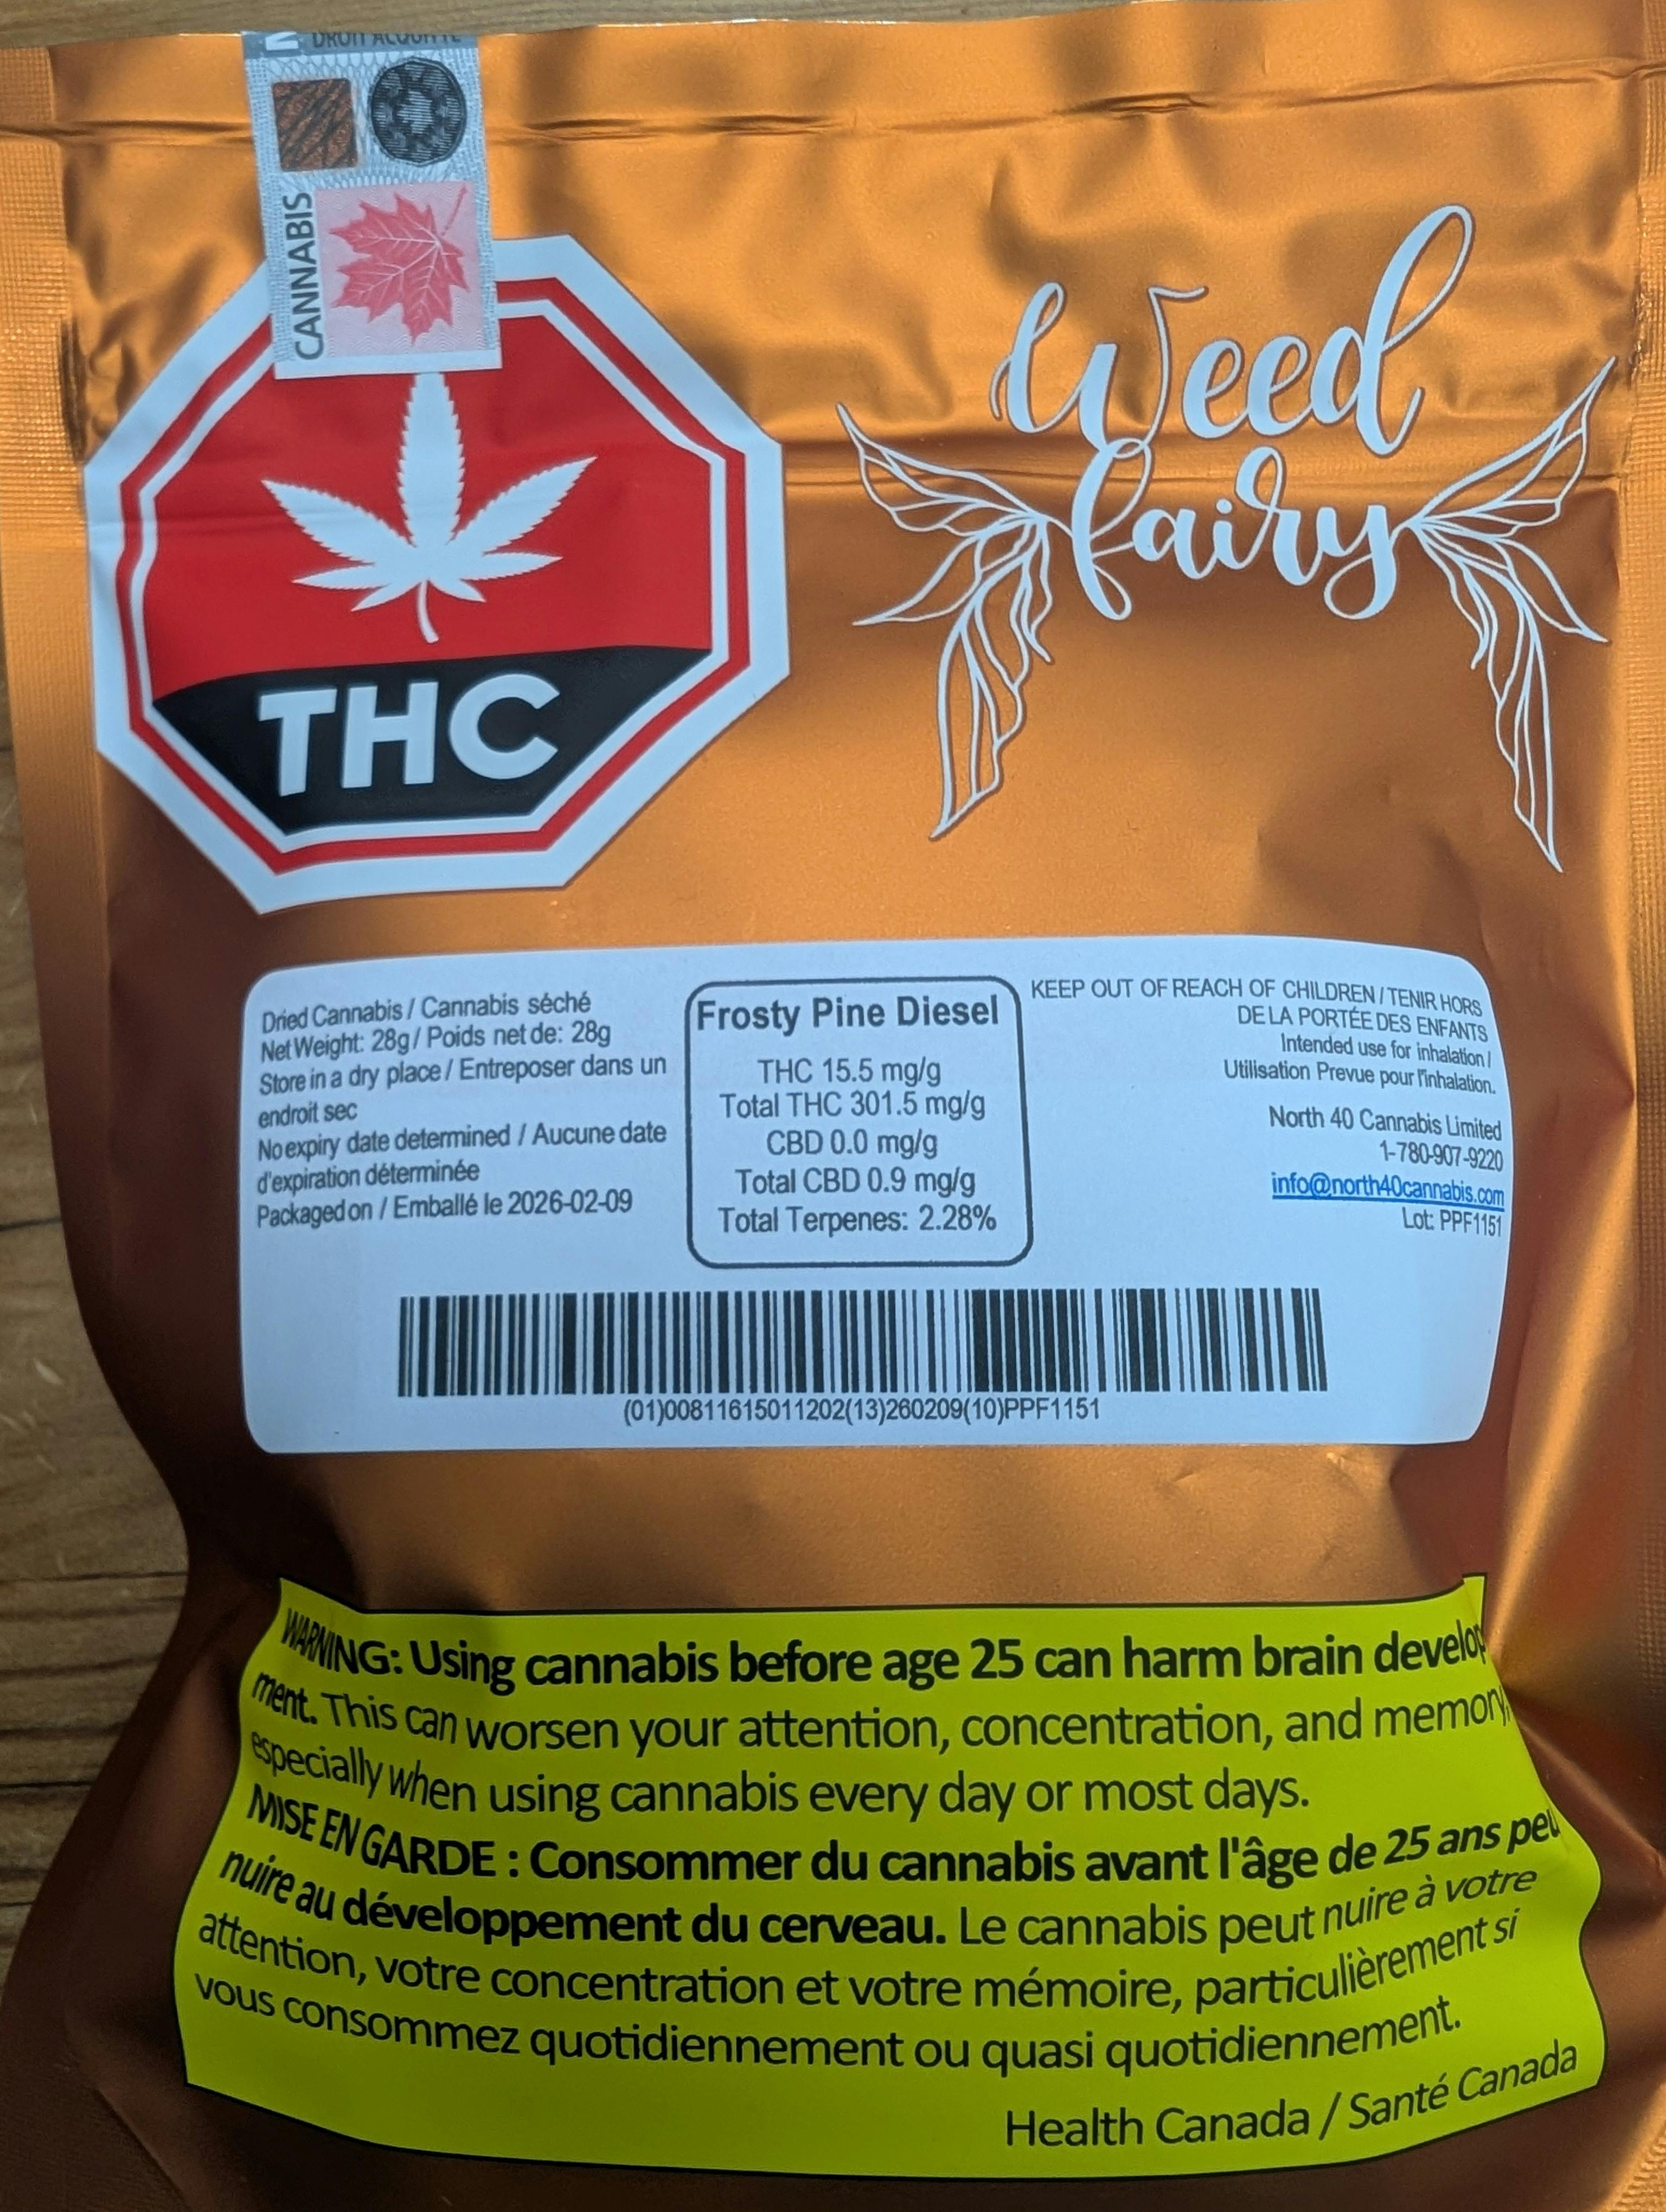 DROIT ACQUITTÉ
CANNABIS
THC
Weed
fairy
Dried Cannabis / Cannabis séché
Net Weight: 28g / Poids net de: 28g
Store in a dry place / Entreposer dans un
endroit sec
No expiry date determined / Aucune date
d'expiration déterminée
Packaged on / Emballé le 2026-02-09
Frosty Pine Diesel
THC 15.5 mg/g
Total THC 301.5 mg/g
CBD 0.0 mg/g
Total CBD 0.9 mg/g
Total Terpenes: 2.28%
KEEP OUT OF REACH OF CHILDREN / TENIR HORS
DE LA PORTÉE DES ENFANTS
Intended use for inhalation /
Utilisation Prevue pour l'inhalation.
North 40 Cannabis Limited
1-780-907-9220
info@north40cannabis.com
Lot: PPF1151
(01)00811615011202(13)260209(10)PPF1151
WARNING: Using cannabis before age 25 can harm brain develop
ment. This can worsen your attention, concentration, and memory,
especially when using cannabis every day or most days.
MISE EN GARDE : Consommer du cannabis avant l'âge de 25 ans peu
nuire au développement du cerveau. Le cannabis peut nuire à votre
attention, votre concentration et votre mémoire, particulièrement si
vous consommez quotidiennement ou quasi quotidiennement.
Health Canada / Santé Canada